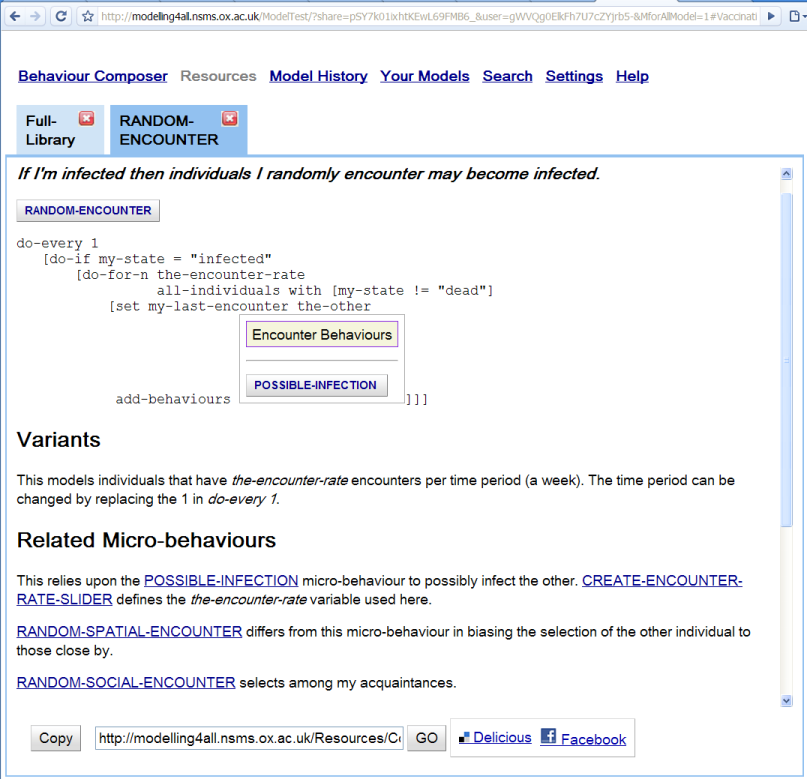 http://modelling4all.nsms.ox.ac.uk/ModelTest/?share=pSY7k01ixhtKEwL69FMB6_&user=gWVQg0ElkFh7U7cZYjrb5-&MforAllModel=1#Vaccinati
Behaviour Composer Resources Model History Your Models Search Settings Help
Full-
Library
RANDOM-
ENCOUNTER
If I'm infected then individuals I randomly encounter may become infected.
RANDOM-ENCOUNTER
do-every 1
[do-if my-state = "infected"
[do-for-n the-encounter-rate
all-individuals with [my-state != "dead"]
[set my-last-encounter the-other
Encounter Behaviours
POSSIBLE-INFECTION
add-behaviours ]]]
Variants
This models individuals that have the-encounter-rate encounters per time period (a week). The time period can be
changed by replacing the 1 in do-every 1.
Related Micro-behaviours
This relies upon the POSSIBLE-INFECTION micro-behaviour to possibly infect the other. CREATE-ENCOUNTER-
RATE-SLIDER defines the the-encounter-rate variable used here.
RANDOM-SPATIAL-ENCOUNTER differs from this micro-behaviour in biasing the selection of the other individual to
those close by.
RANDOM-SOCIAL-ENCOUNTER selects among my acquaintances.
Copy http://modelling4all.nsms.ox.ac.uk/Resources/Co GO Delicious Facebook